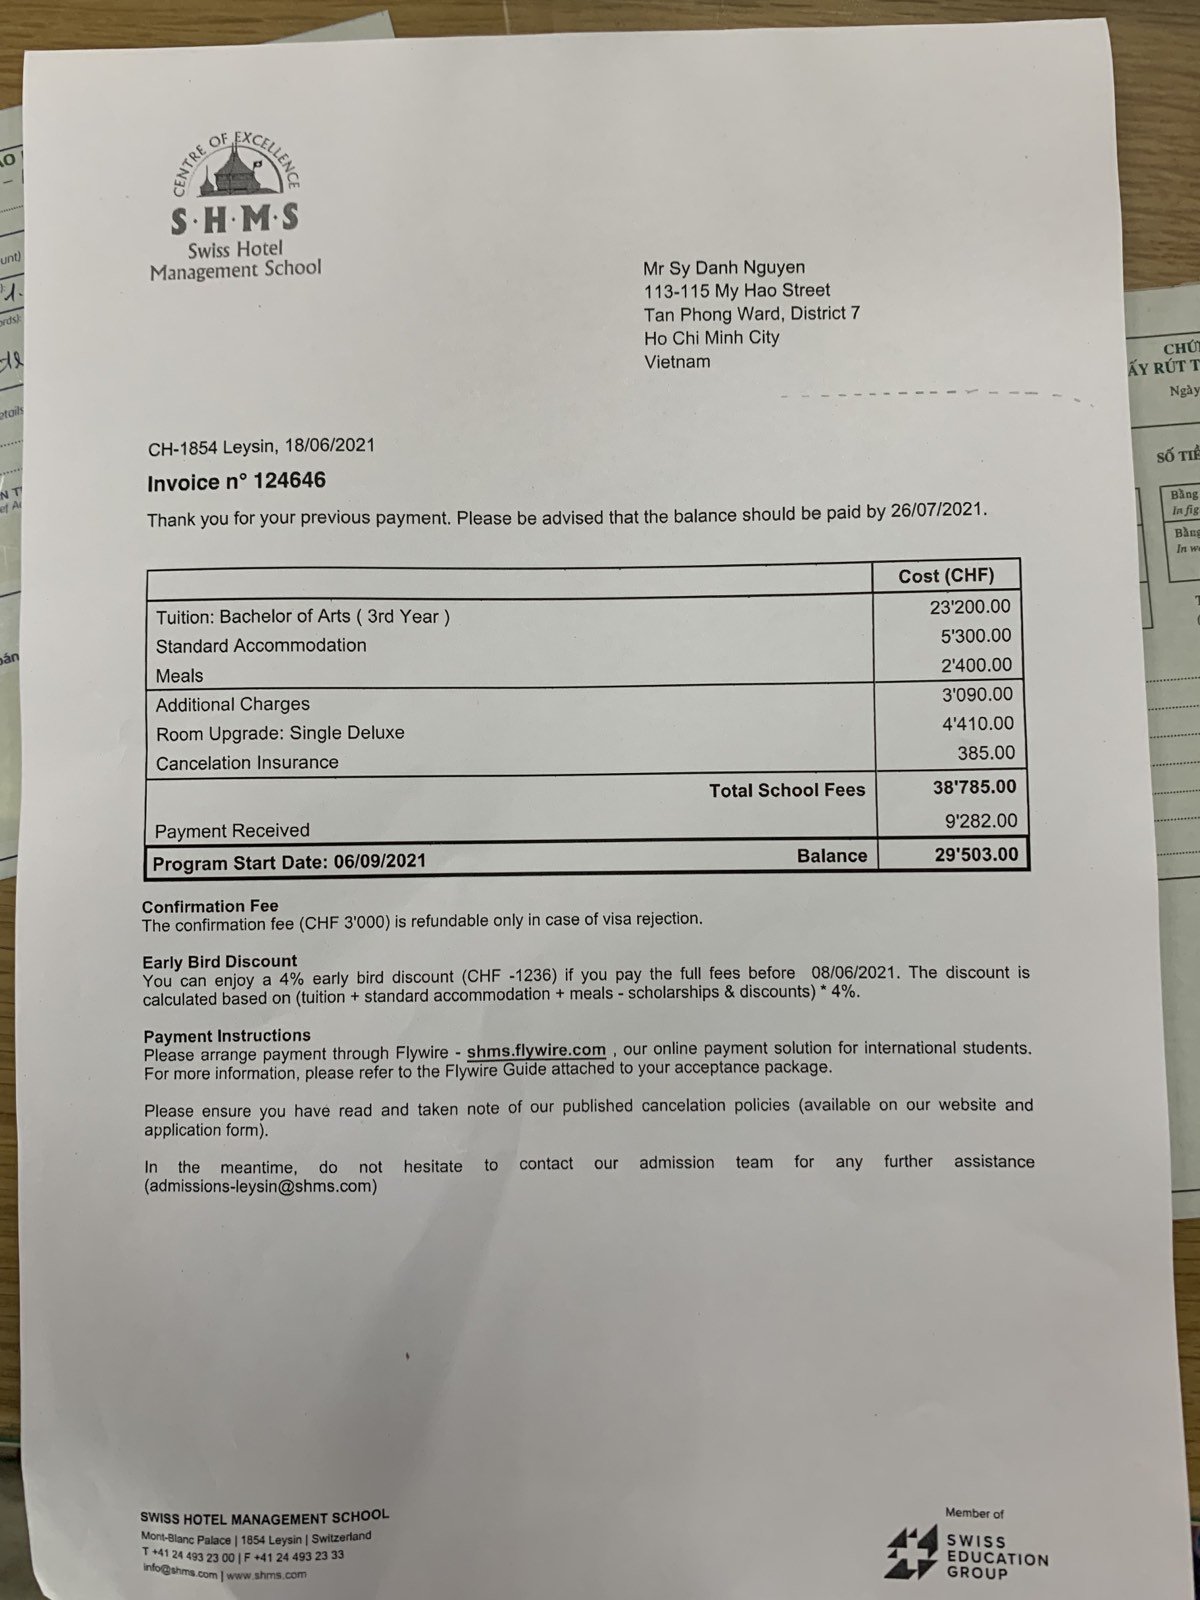 CENTRE OF EXCELLENCE
S·H·M·S
Swiss Hotel
Management School
Mr Sy Danh Nguyen
113-115 My Hao Street
Tan Phong Ward, District 7
Ho Chi Minh City
Vietnam
CH-1854 Leysin, 18/06/2021
Invoice n° 124646
Thank you for your previous payment. Please be advised that the balance should be paid by 26/07/2021.
Cost (CHF)
Tuition: Bachelor of Arts ( 3rd Year ) 23'200.00
Standard Accommodation 5'300.00
Meals 2'400.00
Additional Charges 3'090.00
Room Upgrade: Single Deluxe 4'410.00
Cancelation Insurance 385.00
Total School Fees 38'785.00
Payment Received 9'282.00
Program Start Date: 06/09/2021 Balance 29'503.00
Confirmation Fee
The confirmation fee (CHF 3'000) is refundable only in case of visa rejection.
Early Bird Discount
You can enjoy a 4% early bird discount (CHF -1236) if you pay the full fees before 08/06/2021. The discount is
calculated based on (tuition + standard accommodation + meals - scholarships & discounts) * 4%.
Payment Instructions
Please arrange payment through Flywire - shms.flywire.com , our online payment solution for international students.
For more information, please refer to the Flywire Guide attached to your acceptance package.
Please ensure you have read and taken note of our published cancelation policies (available on our website and
application form).
In the meantime, do not hesitate to contact our admission team for any further assistance
(admissions-leysin@shms.com)
SWISS HOTEL MANAGEMENT SCHOOL
Mont-Blanc Palace | 1854 Leysin | Switzerland
T +41 24 493 23 00 | F +41 24 493 23 33
info@shms.com | www.shms.com
Member of
SWISS
EDUCATION
GROUP
ẤY RÚT T
Ngày
SỐ TIỀ
Bằng
In fig
Bằng
In w